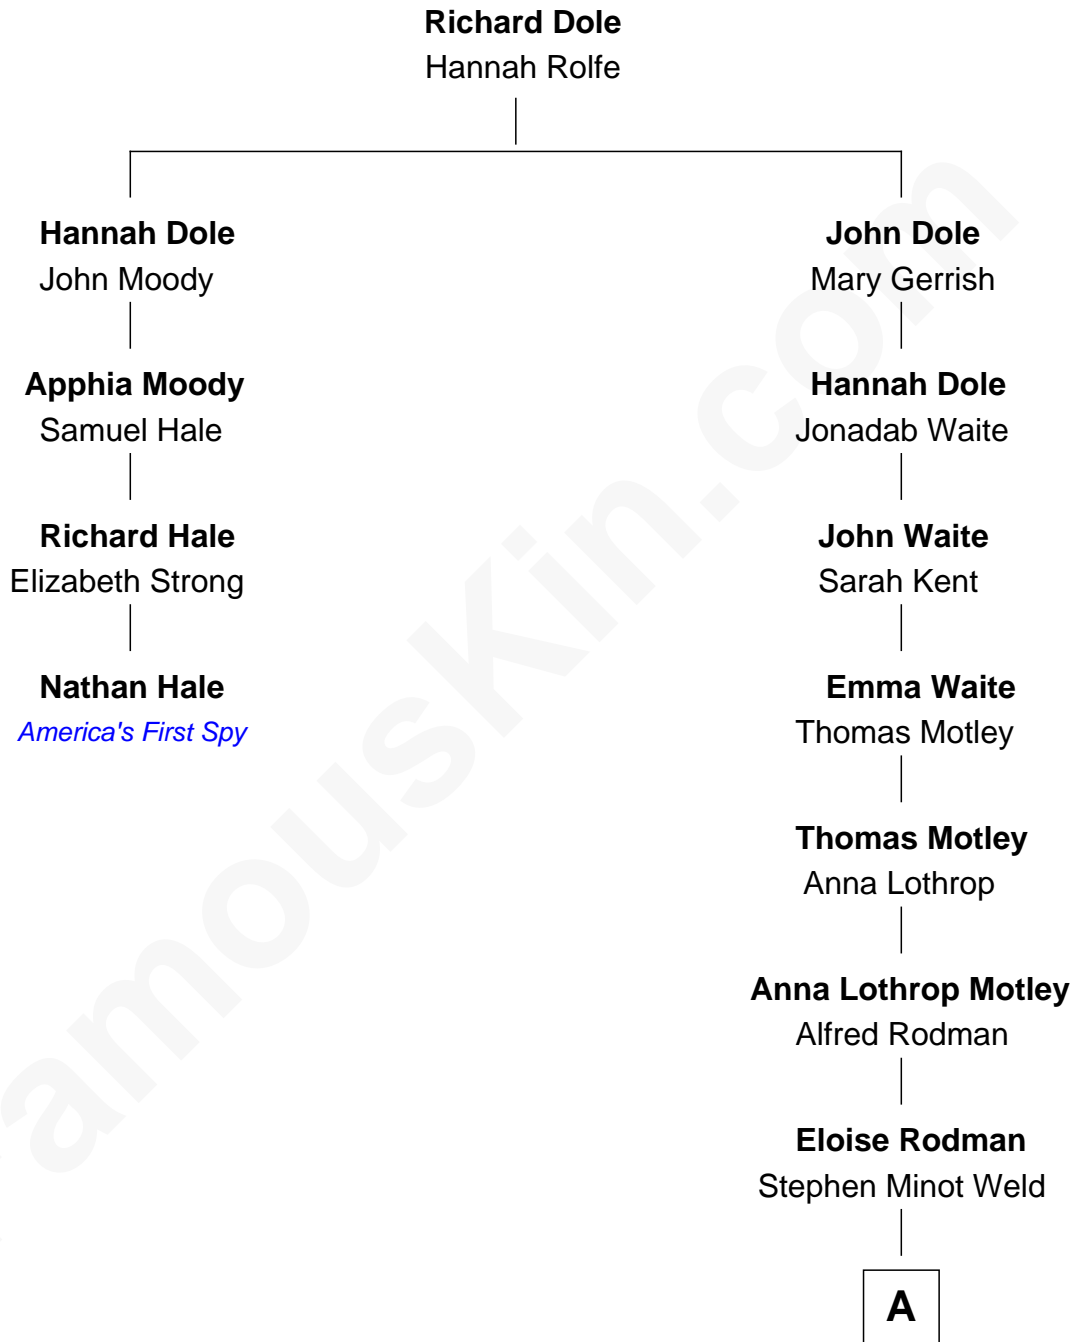 Richard Dole
Hannah Rolfe
Hannah Dole
John Moody
Apphia Moody
Samuel Hale
Richard Hale
Elizabeth Strong
Nathan Hale
America's First Spy
John Dole
Mary Gerrish
Hannah Dole
Jonadab Waite
John Waite
Sarah Kent
Emma Waite
Thomas Motley
Thomas Motley
Anna Lothrop
Anna Lothrop Motley
Alfred Rodman
Eloise Rodman
Stephen Minot Weld
A
amouskin.com